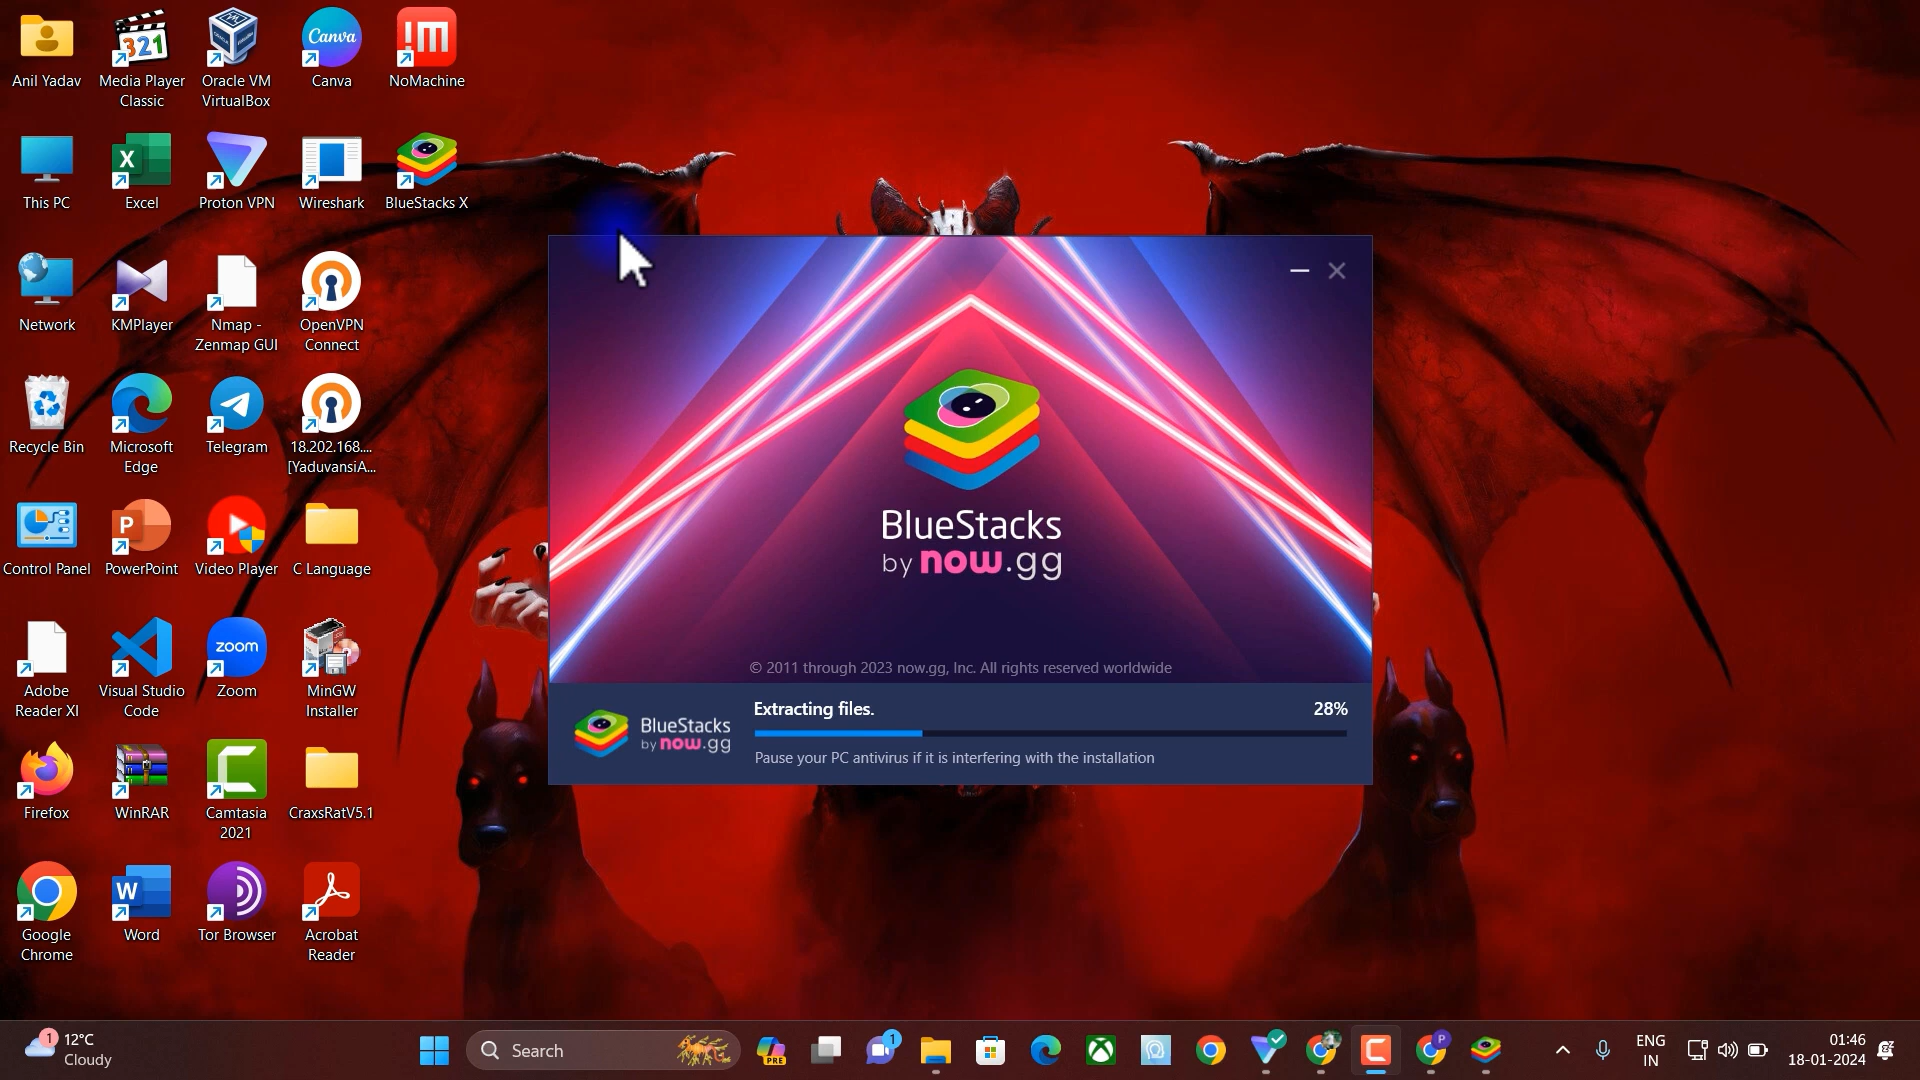 Anil Yadav
Media Player
Classic
Oracle VM
VirtualBox
Canva
Canva
NoMachine
This PC
Excel
Proton VPN
Wireshark
BlueStacks X
Network
KMPlayer
Nmap -
Zenmap GUI
OpenVPN
Connect
Recycle Bin
Microsoft
Edge
Telegram
18.202.168....
[YaduvansiA...
Control Panel
PowerPoint
Video Player
C Language
Adobe
Reader XI
Visual Studio
Code
zoom
Zoom
MinGW
Installer
Firefox
WinRAR
Camtasia
2021
CraxsRatV5.1
Google
Chrome
Word
Tor Browser
Acrobat
Reader
BlueStacks
by now.gg
© 2011 through 2023 now.gg, Inc. All rights reserved worldwide
BlueStacks
by now.gg
Extracting files.
28%
Pause your PC antivirus if it is interfering with the installation
1
12°C
Cloudy
Search
PRE
1
P
ENG
IN
01:46
18-01-2024